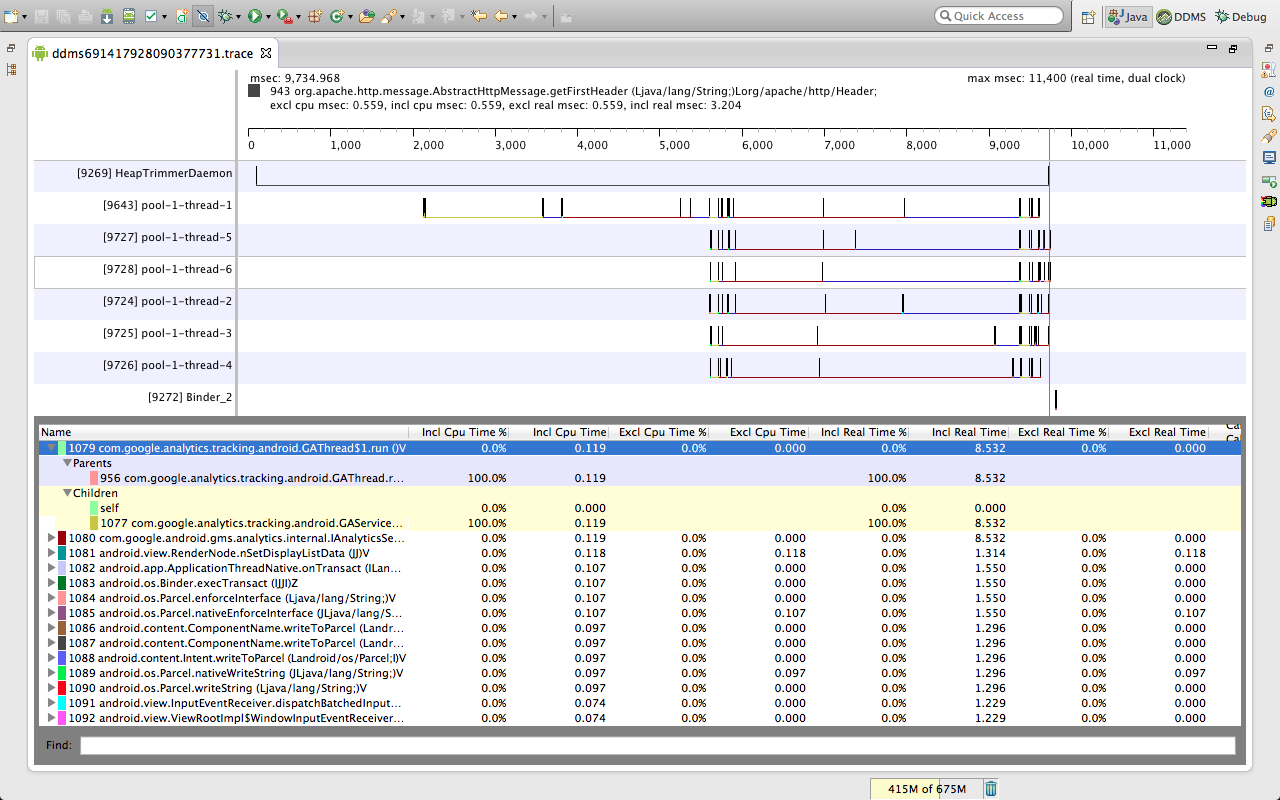 Quick Access
Java
DDMS
Debug
ddms691417928090377731.trace
msec: 9,734.968
max msec: 11,400 (real time, dual clock)
943 org.apache.http.message.AbstractHttpMessage.getFirstHeader (Ljava/lang/String;)Lorg/apache/http/Header;
excl cpu msec: 0.559, incl cpu msec: 0.559, excl real msec: 0.559, incl real msec: 3.204
0 1,000 2,000 3,000 4,000 5,000 6,000 7,000 8,000 9,000 10,000 11,000
[9269] HeapTrimmerDaemon
[9643] pool-1-thread-1
[9727] pool-1-thread-5
[9728] pool-1-thread-6
[9724] pool-1-thread-2
[9725] pool-1-thread-3
[9726] pool-1-thread-4
[9272] Binder_2
Name Incl Cpu Time % Incl Cpu Time Excl Cpu Time % Excl Cpu Time Incl Real Time % Incl Real Time Excl Real Time % Excl Real Time
1079 com.google.analytics.tracking.android.GAThread$1.run ()V 0.0% 0.119 0.0% 0.000 0.0% 8.532 0.0% 0.000
Parents
956 com.google.analytics.tracking.android.GAThread.r... 100.0% 0.119 100.0% 8.532
Children
self 0.0% 0.000 0.0% 0.000
1077 com.google.analytics.tracking.android.GAService... 100.0% 0.119 100.0% 8.532
1080 com.google.android.gms.analytics.internal.IAnalyticsSe... 0.0% 0.119 0.0% 0.000 0.0% 8.532 0.0% 0.000
1081 android.view.RenderNode.nSetDisplayListData (JJ)V 0.0% 0.118 0.0% 0.118 0.0% 1.314 0.0% 0.118
1082 android.app.ApplicationThreadNative.onTransact (ILan... 0.0% 0.107 0.0% 0.000 0.0% 1.550 0.0% 0.000
1083 android.os.Binder.execTransact (IJJI)Z 0.0% 0.107 0.0% 0.000 0.0% 1.550 0.0% 0.000
1084 android.os.Parcel.enforceInterface (Ljava/lang/String;)V 0.0% 0.107 0.0% 0.000 0.0% 1.550 0.0% 0.000
1085 android.os.Parcel.nativeEnforceInterface (JLjava/lang/S... 0.0% 0.107 0.0% 0.107 0.0% 1.550 0.0% 0.107
1086 android.content.ComponentName.writeToParcel (Landr... 0.0% 0.097 0.0% 0.000 0.0% 1.296 0.0% 0.000
1087 android.content.ComponentName.writeToParcel (Landr... 0.0% 0.097 0.0% 0.000 0.0% 1.296 0.0% 0.000
1088 android.content.Intent.writeToParcel (Landroid/os/Parcel;I)V 0.0% 0.097 0.0% 0.000 0.0% 1.296 0.0% 0.000
1089 android.os.Parcel.nativeWriteString (JLjava/lang/String;)V 0.0% 0.097 0.0% 0.097 0.0% 1.296 0.0% 0.097
1090 android.os.Parcel.writeString (Ljava/lang/String;)V 0.0% 0.097 0.0% 0.000 0.0% 1.296 0.0% 0.000
1091 android.view.InputEventReceiver.dispatchBatchedInput... 0.0% 0.074 0.0% 0.000 0.0% 1.229 0.0% 0.000
1092 android.view.ViewRootImpl$WindowInputEventReceiver... 0.0% 0.074 0.0% 0.000 0.0% 1.229 0.0% 0.000
Find:
415M of 675M